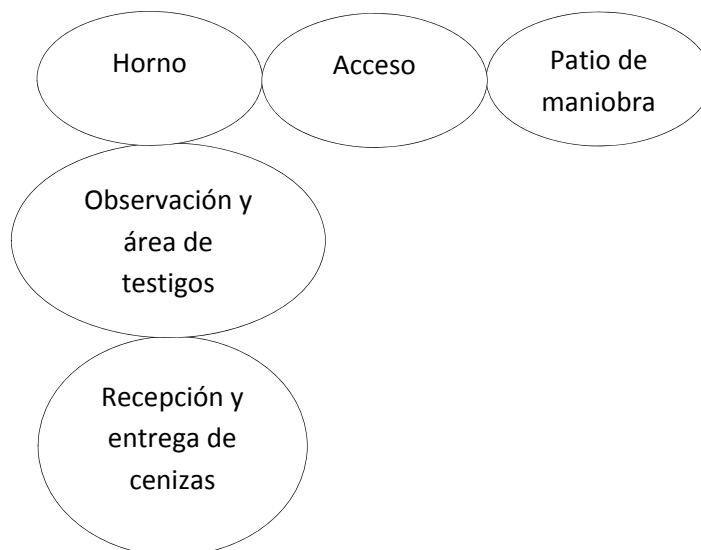 Horno
Acceso
Patio de
maniobra
Observación y
área de
testigos
Recepción y
entrega de
cenizas